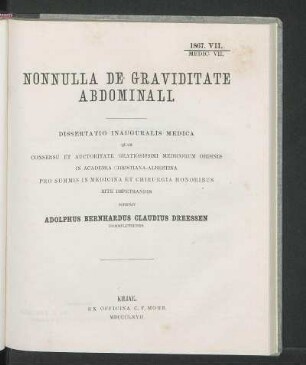 1867. VII.
MEDIC. VII.
NONNULLA DE GRAVIDITATE
ABDOMINALI.
DISSERTATIO INAUGURALIS MEDICA
QUAM
CONSENSU ET AUCTORITATE GRATIOSISSIMI MEDICORUM ORDINIS
IN ACADEMIA CHRISTIANA-ALBERTINA
PRO SUMMIS IN MEDICINA ET CHIRURGIA HONORIBUS
RITE IMPETRANDIS
SCRIPSIT
ADOLPHUS BERNHARDUS CLAUDIUS DREESSEN
KILIAE.
EX OFFICINA C. F. MOHR.
MDCCCLXVII.